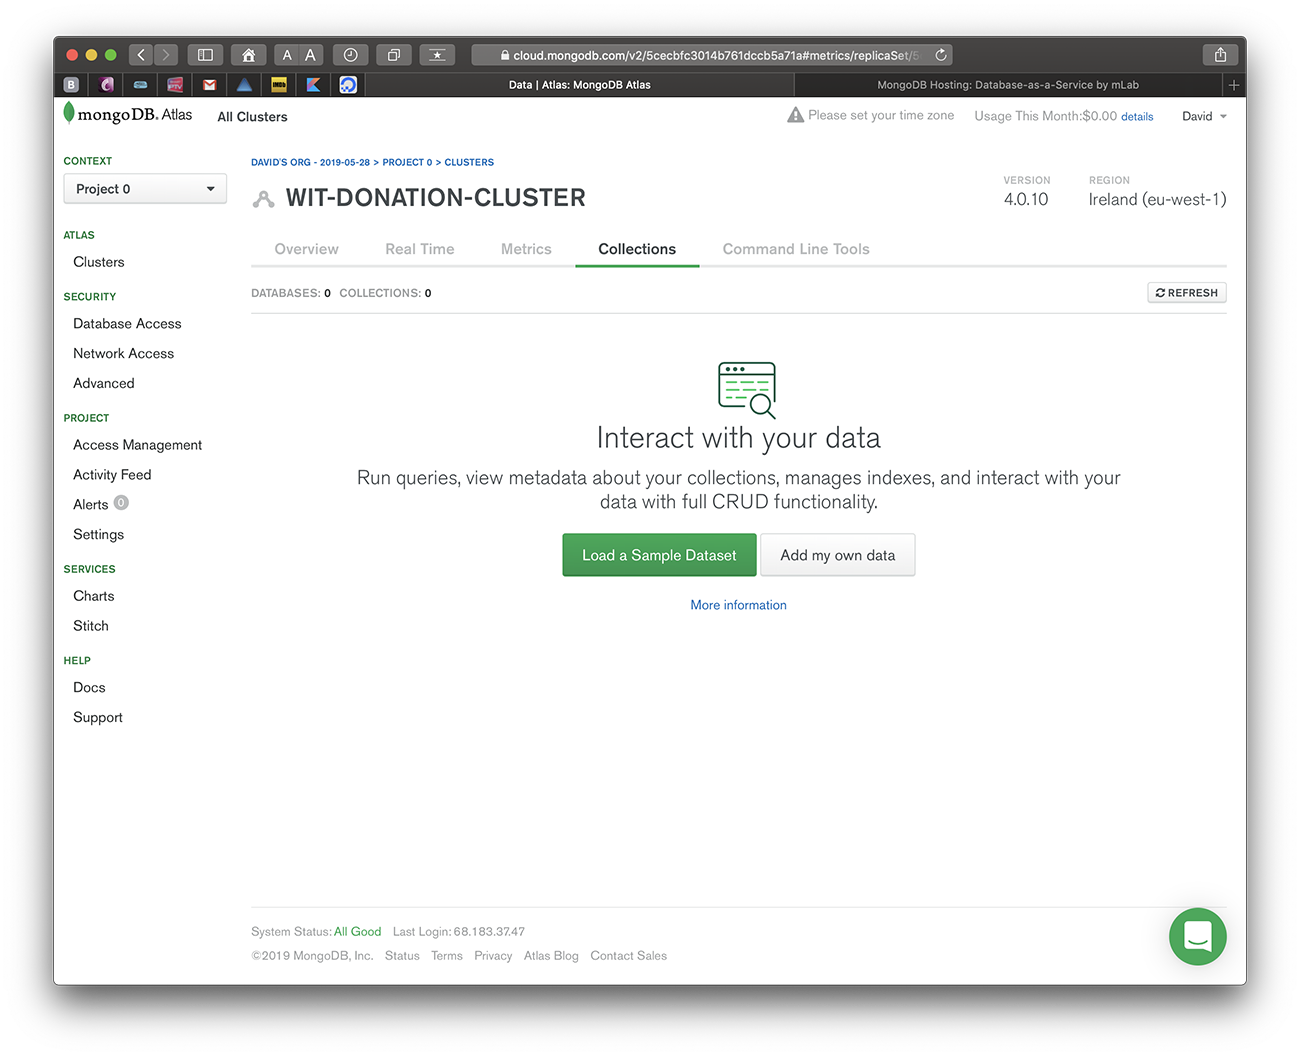 A A
cloud.mongodb.com/v2/5cecbfc3014b761dccb5a71a#metrics/replicaSet/5
B
IMDb
Data | Atlas: MongoDB Atlas
MongoDB Hosting: Database-as-a-Service by mLab
mongoDB. Atlas
All Clusters
Please set your time zone
Usage This Month:$0.00 details
David
CONTEXT
Project 0
ATLAS
Clusters
SECURITY
Database Access
Network Access
Advanced
PROJECT
Access Management
Activity Feed
Alerts 0
Settings
SERVICES
Charts
Stitch
HELP
Docs
Support
DAVID'S ORG - 2019-05-28 > PROJECT 0 > CLUSTERS
WIT-DONATION-CLUSTER
VERSION
4.0.10
REGION
Ireland (eu-west-1)
Overview
Real Time
Metrics
Collections
Command Line Tools
DATABASES: 0 COLLECTIONS: 0
REFRESH
Interact with your data
Run queries, view metadata about your collections, manages indexes, and interact with your
data with full CRUD functionality.
Load a Sample Dataset
Add my own data
More information
System Status: All Good Last Login: 68.183.37.47
©2019 MongoDB, Inc. Status Terms Privacy Atlas Blog Contact Sales